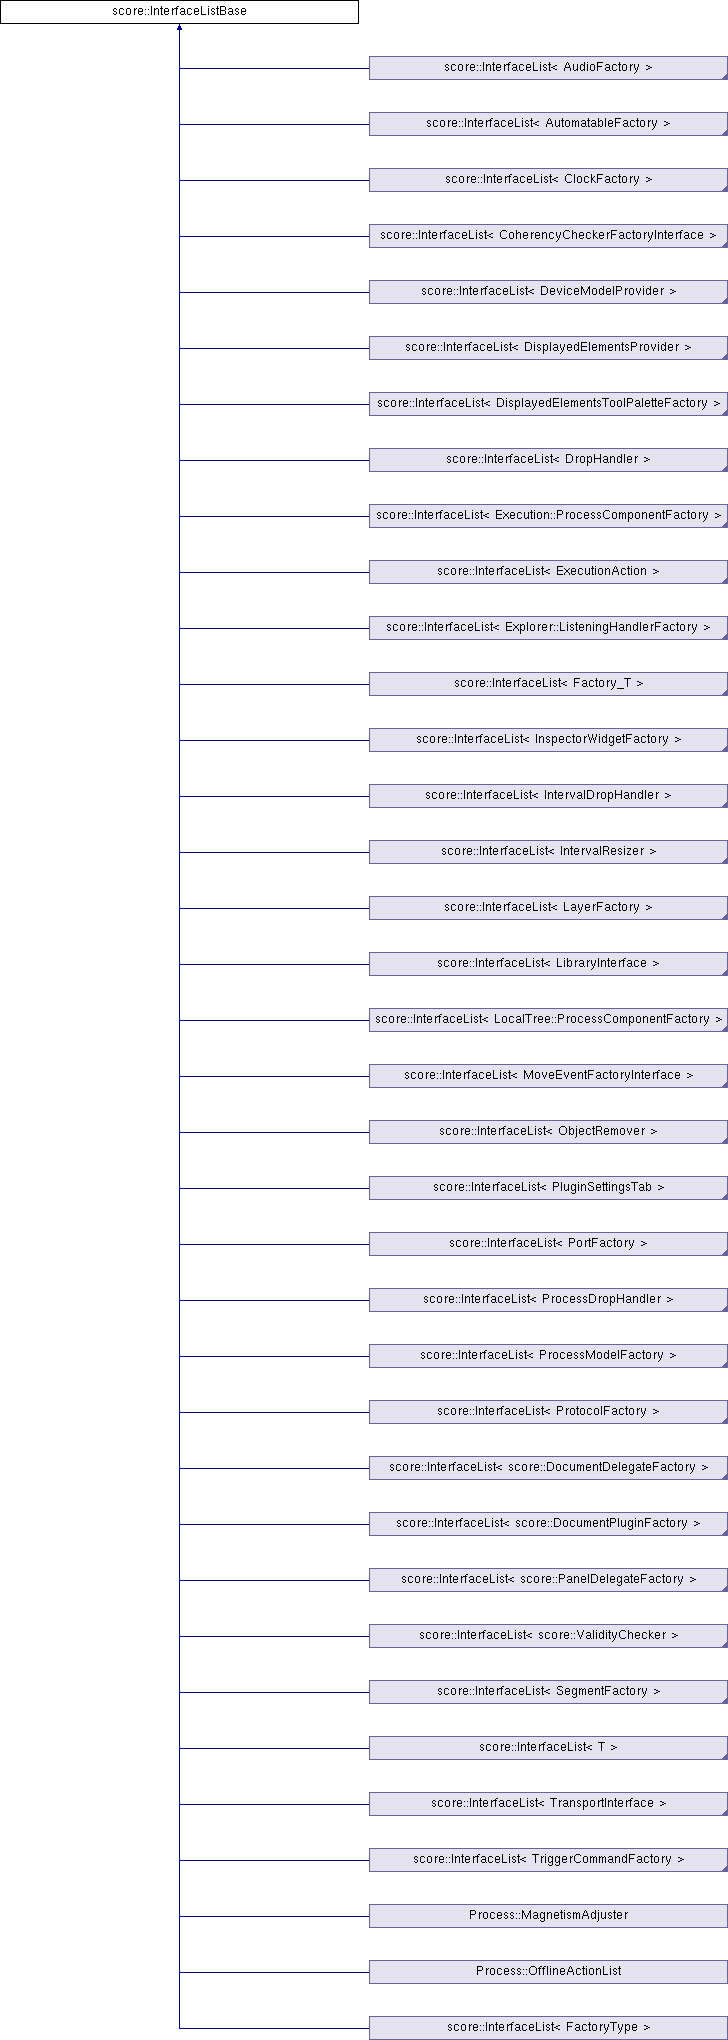 score::InterfaceListBase
score::InterfaceList< AudioFactory >
score::InterfaceList< AutomatableFactory >
score::InterfaceList< ClockFactory >
score::InterfaceList< CoherencyCheckerFactoryInterface >
score::InterfaceList< DeviceModelProvider >
score::InterfaceList< DisplayedElementsProvider >
score::InterfaceList< DisplayedElementsToolPaletteFactory >
score::InterfaceList< DropHandler >
score::InterfaceList< Execution::ProcessComponentFactory >
score::InterfaceList< ExecutionAction >
score::InterfaceList< Explorer::ListeningHandlerFactory >
score::InterfaceList< Factory_T >
score::InterfaceList< InspectorWidgetFactory >
score::InterfaceList< IntervalDropHandler >
score::InterfaceList< IntervalResizer >
score::InterfaceList< LayerFactory >
score::InterfaceList< LibraryInterface >
score::InterfaceList< LocalTree::ProcessComponentFactory >
score::InterfaceList< MoveEventFactoryInterface >
score::InterfaceList< ObjectRemover >
score::InterfaceList< PluginSettingsTab >
score::InterfaceList< PortFactory >
score::InterfaceList< ProcessDropHandler >
score::InterfaceList< ProcessModelFactory >
score::InterfaceList< ProtocolFactory >
score::InterfaceList< score::DocumentDelegateFactory >
score::InterfaceList< score::DocumentPluginFactory >
score::InterfaceList< score::PanelDelegateFactory >
score::InterfaceList< score::ValidityChecker >
score::InterfaceList< SegmentFactory >
score::InterfaceList< T >
score::InterfaceList< TransportInterface >
score::InterfaceList< TriggerCommandFactory >
Process::MagnetismAdjuster
Process::OfflineActionList
score::InterfaceList< FactoryType >